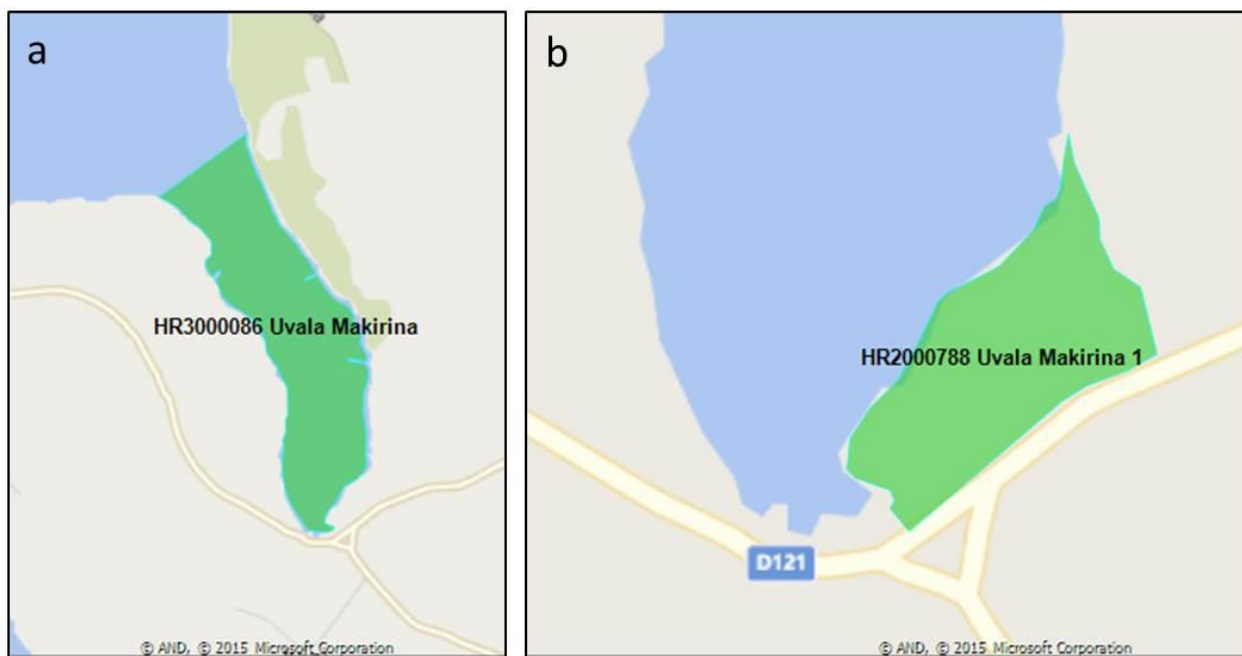 a
HR3000086 Uvala Makirina
© AND, © 2015 Microsoft Corporation
b
HR2000788 Uvala Makirina 1
D121
© AND, © 2015 Microsoft Corporation